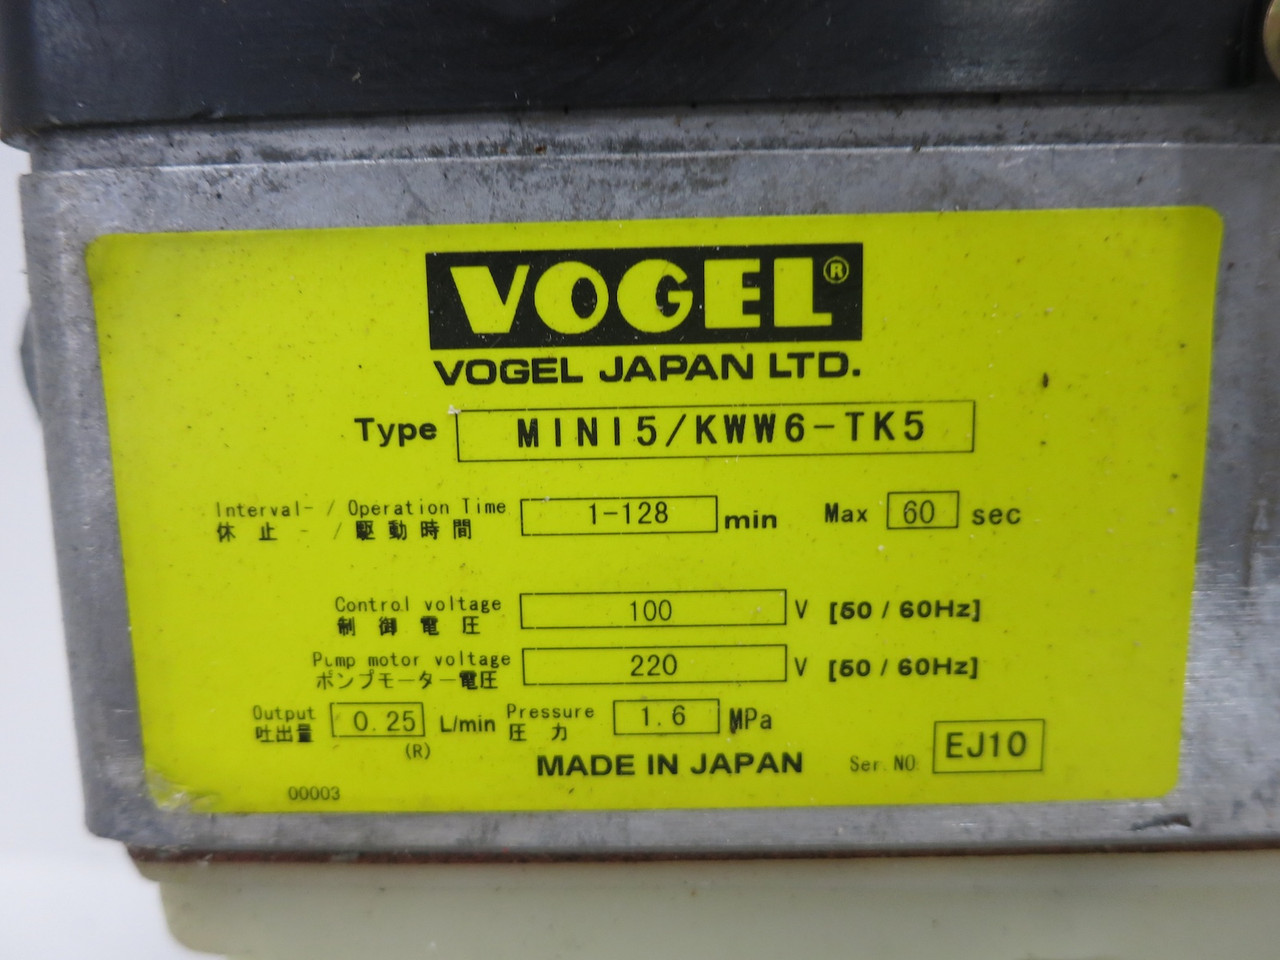 VOGEL®
VOGEL JAPAN LTD.
Type MINI5/KWW6-TK5
Interval- / Operation Time 1-128 min Max 60 sec
休止 - / 駆動時間
Control voltage 100 V [50 / 60Hz]
制御電圧
Pump motor voltage 220 V [50 / 60Hz]
ポンプモーター電圧
Output 0.25 L/min Pressure 1.6 MPa
吐出量 (R) 圧力
MADE IN JAPAN Ser. NO. EJ10
00003